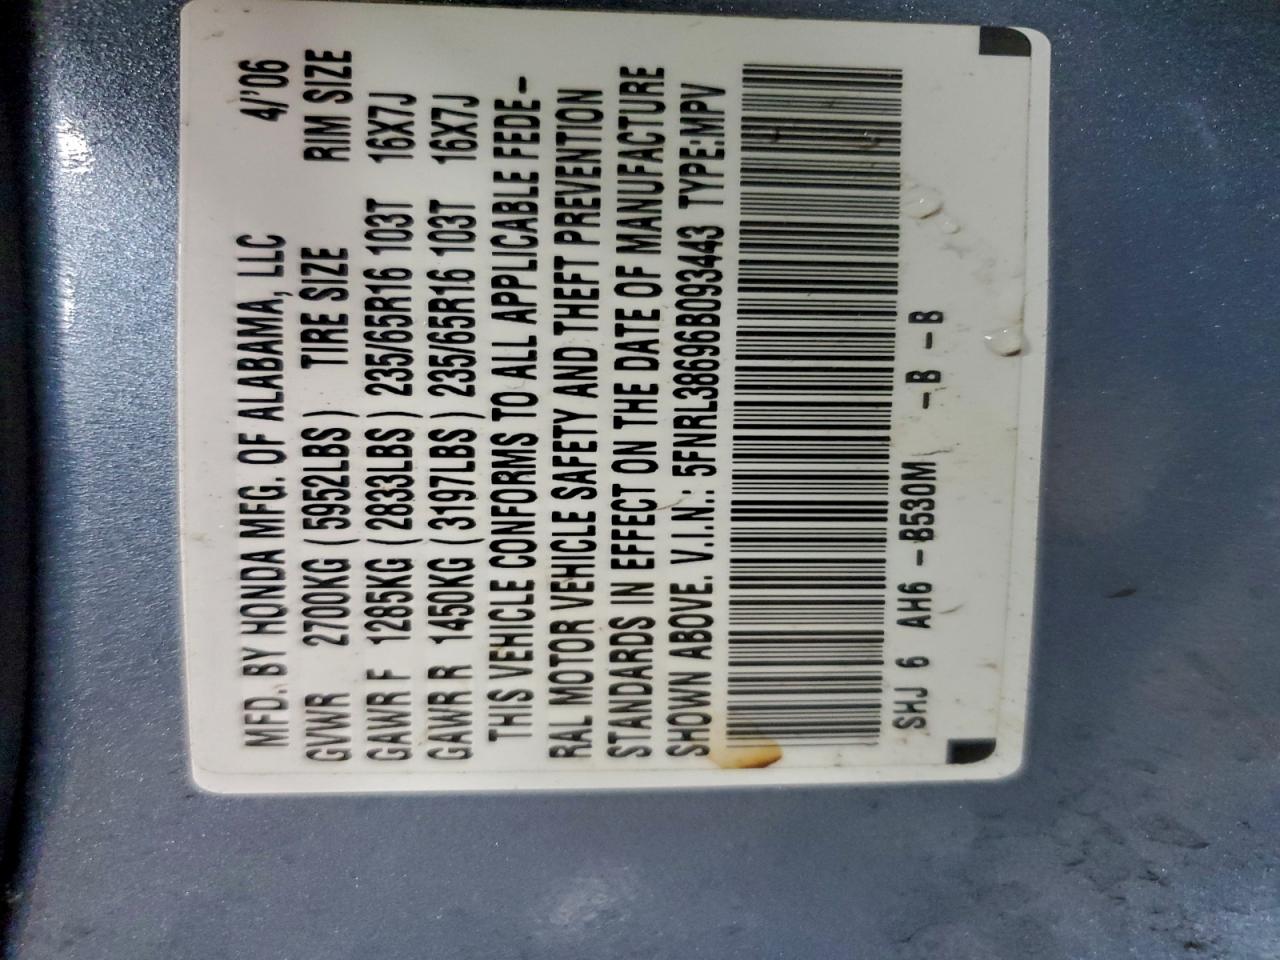 MFD. BY HONDA MFG. OF ALABAMA, LLC 4/'06
GVWR 2700KG (5952LBS) TIRE SIZE RIM SIZE
GAWR F 1285KG (2833LBS) 235/65R16 103T 16X7J
GAWR R 1450KG (3197LBS) 235/65R16 103T 16X7J
THIS VEHICLE CONFORMS TO ALL APPLICABLE FEDE-
RAL MOTOR VEHICLE SAFETY AND THEFT PREVENTION
STANDARDS IN EFFECT ON THE DATE OF MANUFACTURE
SHOWN ABOVE. V.I.N.: 5FNRL38696B093443 TYPE:MPV
SHJ 6 AH6 -B530M -B -B